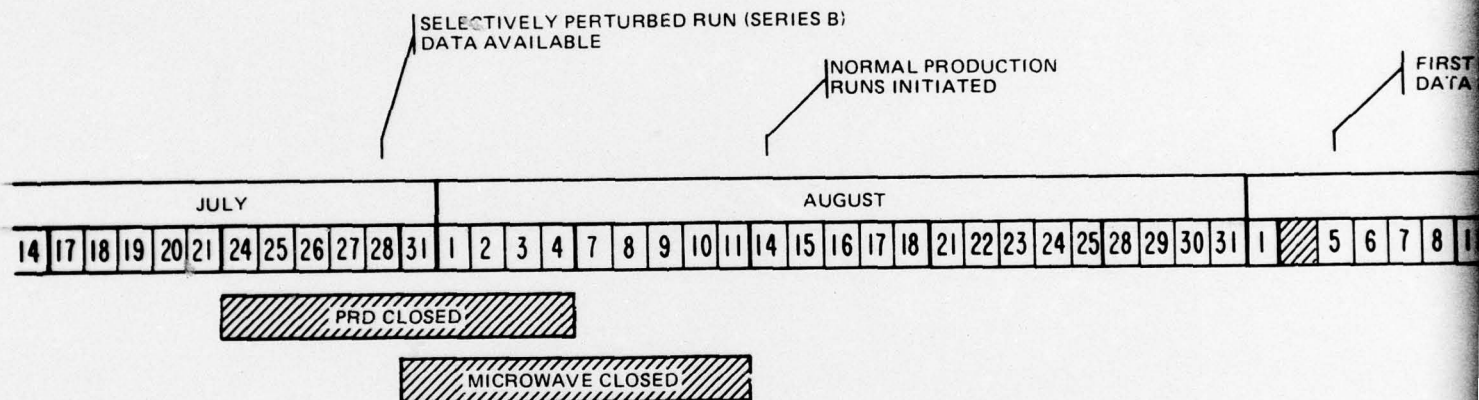 SELECTIVELY PERTURBED RUN (SERIES B)
DATA AVAILABLE
NORMAL PRODUCTION
RUNS INITIATED
FIRST
DATA
JULY
AUGUST
14 17 18 19 20 21 24 25 26 27 28 31 1 2 3 4 7 8 9 10 11 14 15 16 17 18 21 22 23 24 25 28 29 30 31 1 5 6 7 8
PRD CLOSED
MICROWAVE CLOSED